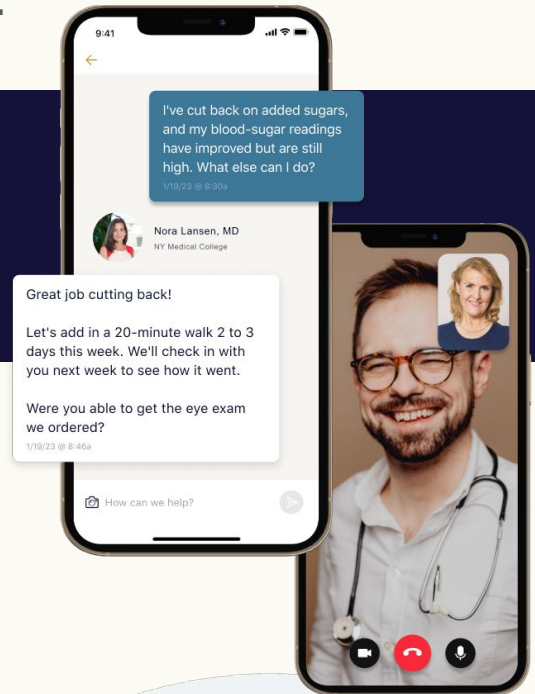 9:41
I've cut back on added sugars,
and my blood-sugar readings
have improved but are still
high. What else can I do?
1/19/23 @ 8:30a
Nora Lansen, MD
NY Medical College
Great job cutting back!
Let's add in a 20-minute walk 2 to 3
days this week. We'll check in with
you next week to see how it went.
Were you able to get the eye exam
we ordered?
1/19/23 @ 8:46a
How can we help?